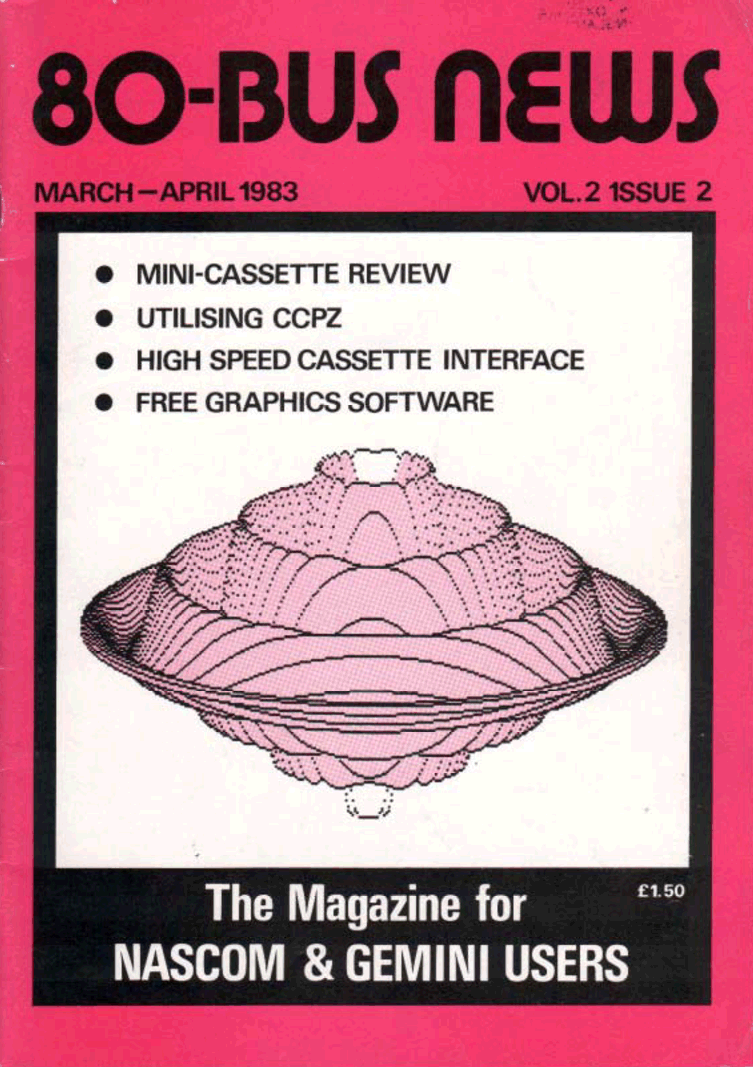 80-BUS NEWS
MARCH—APRIL 1983
VOL.2 1SSUE 2
● MINI-CASSETTE REVIEW
● UTILISING CCPZ
● HIGH SPEED CASSETTE INTERFACE
● FREE GRAPHICS SOFTWARE
The Magazine for
£1.50
NASCOM & GEMINI USERS